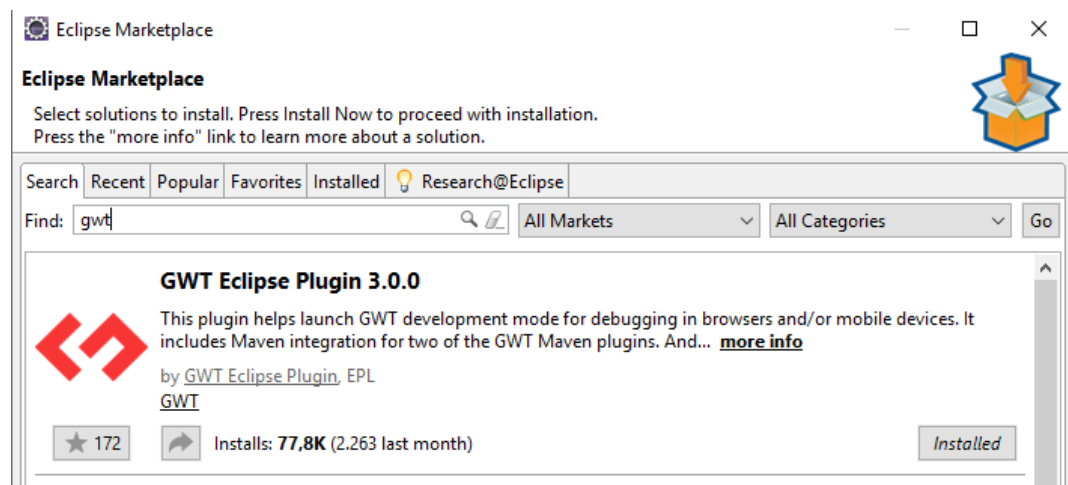 Eclipse Marketplace
Eclipse Marketplace
Select solutions to install. Press Install Now to proceed with installation.
Press the "more info" link to learn more about a solution.
Search Recent Popular Favorites Installed Research@Eclipse
Find: gwt All Markets All Categories Go
GWT Eclipse Plugin 3.0.0
This plugin helps launch GWT development mode for debugging in browsers and/or mobile devices. It
includes Maven integration for two of the GWT Maven plugins. And... more info
by GWT Eclipse Plugin, EPL
GWT
172 Installs: 77,8K (2.263 last month) Installed